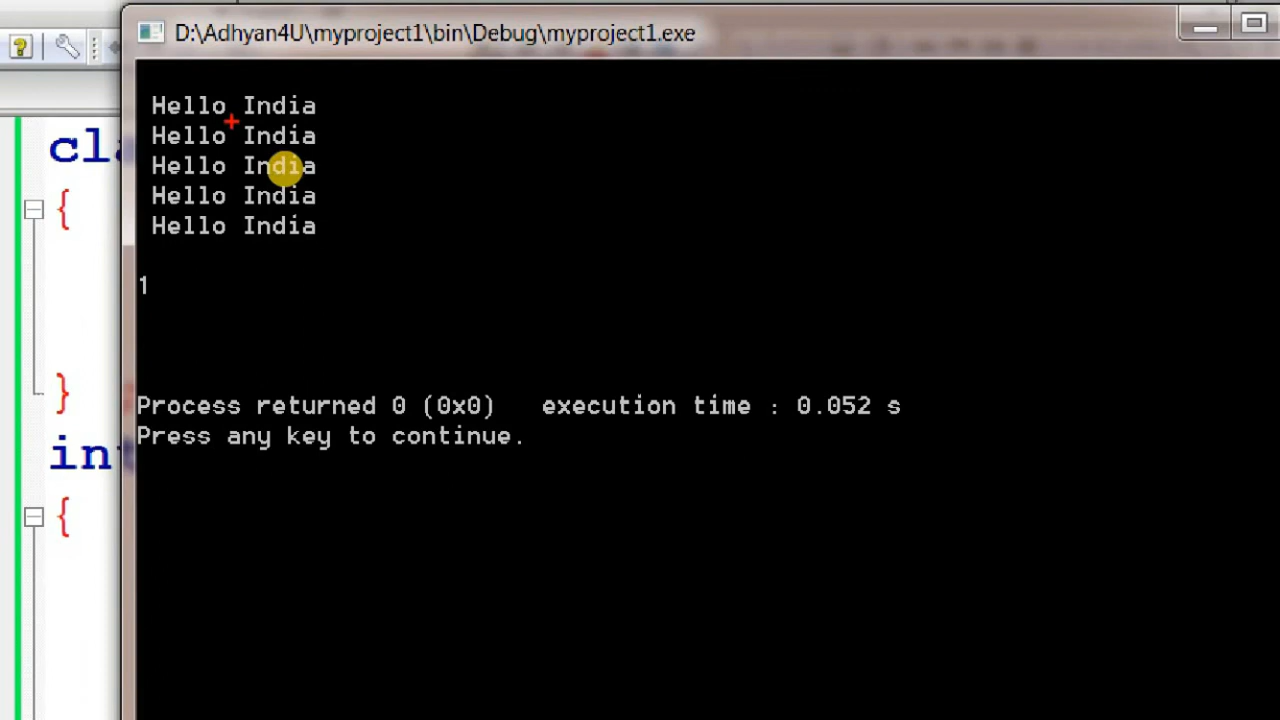 D:\Adhyan4U\myproject1\bin\Debug\myproject1.exe
Hello India
Hello India
Hello India
Hello India
Hello India
1
Process returned 0 (0x0)   execution time : 0.052 s
Press any key to continue.
{
}
int
{